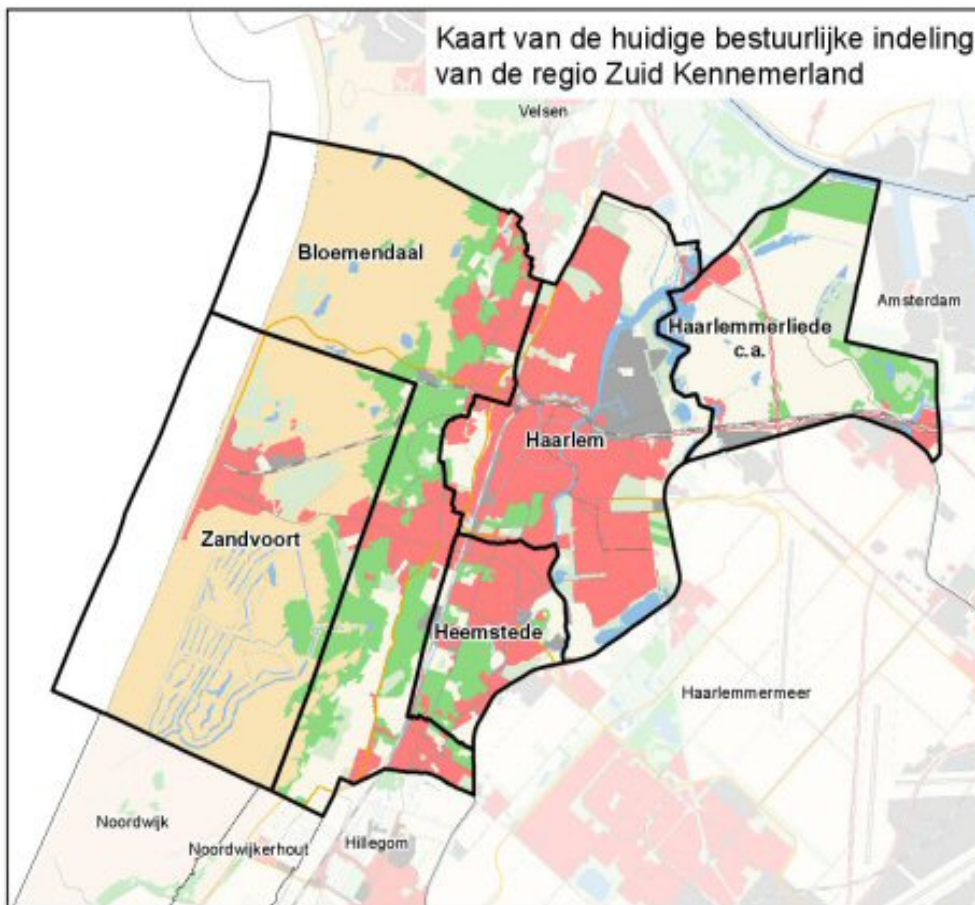 Kaart van de huidige bestuurlijke indeling
van de regio Zuid Kennemerland
Velsen
Bloemendaal
Amsterdam
Haarlemmerliede
c.a.
Haarlem
Zandvoort
Heemstede
Haarlemmermeer
Noordwijk
Noordwijkerhout
Hillegom